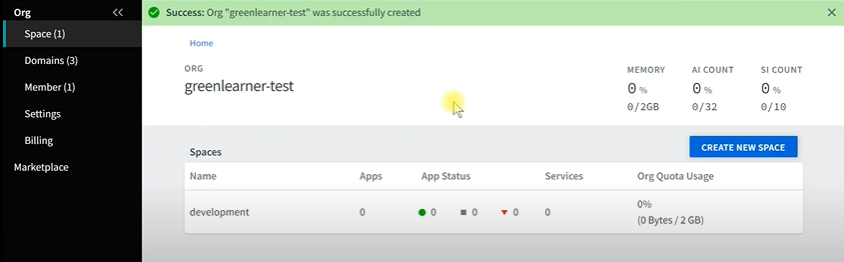 Org
Space (1)
Domains (3)
Member (1)
Settings
Billing
Marketplace
Success: Org "greenlearner-test" was successfully created
Home
ORG
greenlearner-test
MEMORY AI COUNT SI COUNT
0 % 0 % 0 %
0/2GB 0/32 0/10
Spaces
CREATE NEW SPACE
Name Apps App Status Services Org Quota Usage
development 0 0 0 0 0 0%
(0 Bytes / 2 GB)